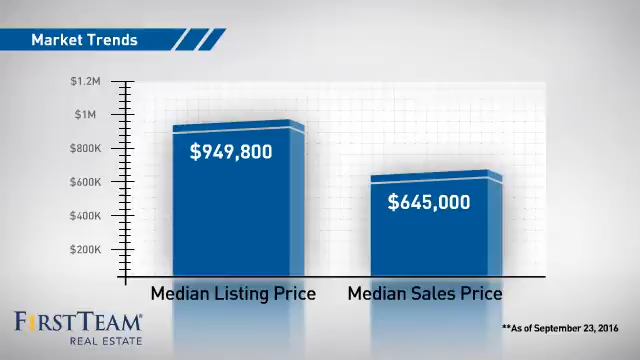 Market Trends
$1.2M
$1M
$800K
$600K
$400K
$200K
$949,800
$645,000
Median Listing Price
Median Sales Price
FIRSTTEAM®
REAL ESTATE
**As of September 23, 2016